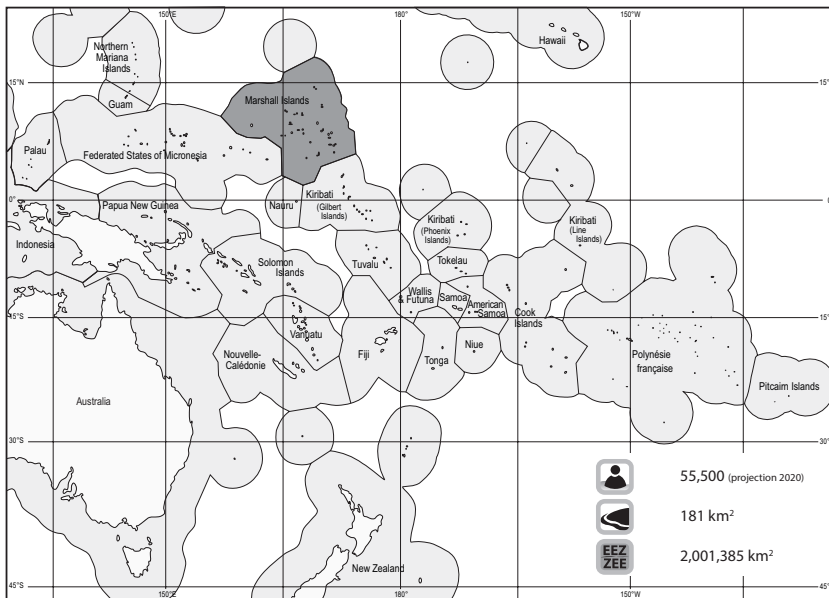 150°E
180°
150°W
Hawaii
Northern
Mariana
Islands
15°N
15°
Guam
Marshall Islands
Palau
Federated States of Micronesia
0°
0°
Papua New Guinea
Nauru
Kiribati
(Gilbert
Islands)
Kiribati
(Phoenix
Islands)
Kiribati
(Line
Islands)
Indonesia
Solomon
Islands
Tuvalu
Tokelau
Wallis
& Futuna
Samoa
American
Samoa
Cook
Islands
15°S
15°
Vanuatu
Nouvelle-
Calédonie
Fiji
Tonga
Niue
Polynésie
française
Pitcairn Islands
Australia
30°S
30°
55,500 (projection 2020)
181 km²
EEZ
ZEE
2,001,385 km²
New Zealand
45°S
45°
150°E
180°
150°W